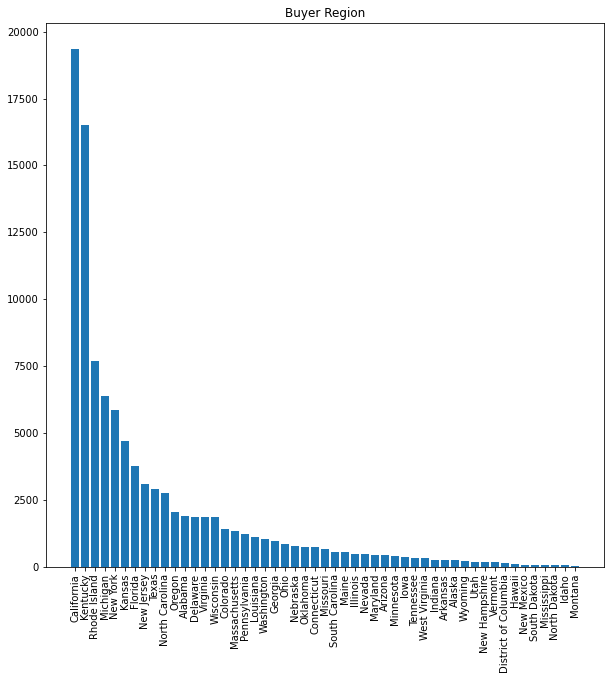 Buyer Region
20000
17500
15000
12500
10000
7500
5000
2500
0
California
Kentucky
Rhode Island
Michigan
New York
Kansas
Florida
New Jersey
Texas
North Carolina
Oregon
Alabama
Delaware
Virginia
Wisconsin
Colorado
Massachusetts
Pennsylvania
Louisiana
Washington
Georgia
Ohio
Nebraska
Oklahoma
Connecticut
Missouri
South Carolina
Maine
Illinois
Nevada
Maryland
Arizona
Minnesota
Iowa
Tennessee
West Virginia
Indiana
Arkansas
Alaska
Wyoming
Utah
New Hampshire
Vermont
District of Columbia
Hawaii
New Mexico
South Dakota
Mississippi
North Dakota
Idaho
Montana